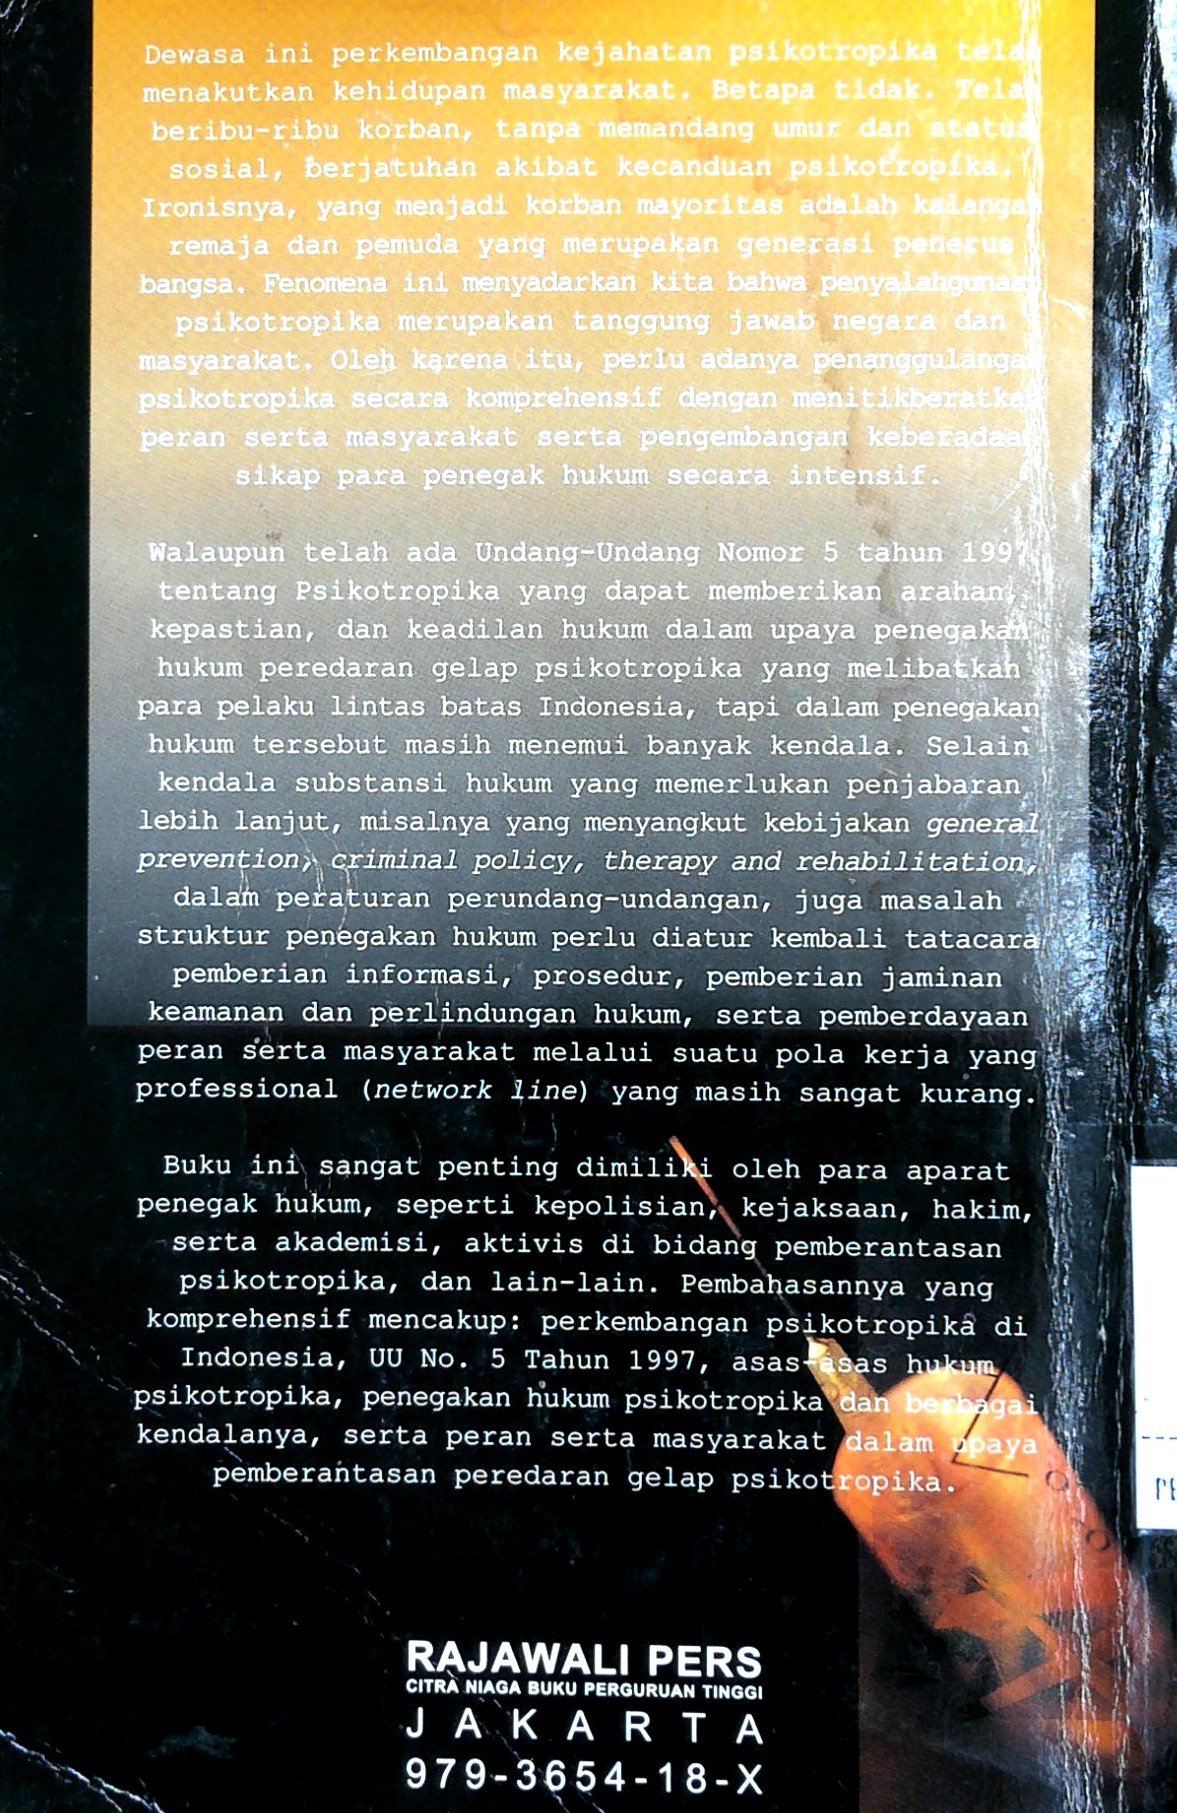 Dewasa ini perkembangan kejahatan psikotropika telah
menakutkan kehidupan masyarakat. Betapa tidak. Telah
beribu-ribu korban, tanpa memandang umur dan status
sosial, berjatuhan akibat kecanduan psikotropika.
Ironisnya, yang menjadi korban mayoritas adalah kalangan
remaja dan pemuda yang merupakan generasi penerus
bangsa. Fenomena ini menyadarkan kita bahwa penyalahgunaan
psikotropika merupakan tanggung jawab negara dan
masyarakat. Oleh karena itu, perlu adanya penanggulangan
psikotropika secara komprehensif dengan menitikberatkan
peran serta masyarakat serta pengembangan keberadaan
sikap para penegak hukum secara intensif.
Walaupun telah ada Undang-Undang Nomor 5 tahun 1997
tentang Psikotropika yang dapat memberikan arahan,
kepastian, dan keadilan hukum dalam upaya penegakan
hukum peredaran gelap psikotropika yang melibatkan
para pelaku lintas batas Indonesia, tapi dalam penegakan
hukum tersebut masih menemui banyak kendala. Selain
kendala substansi hukum yang memerlukan penjabaran
lebih lanjut, misalnya yang menyangkut kebijakan general
prevention, criminal policy, therapy and rehabilitation,
dalam peraturan perundang-undangan, juga masalah
struktur penegakan hukum perlu diatur kembali tatacara
pemberian informasi, prosedur, pemberian jaminan
keamanan dan perlindungan hukum, serta pemberdayaan
peran serta masyarakat melalui suatu pola kerja yang
professional (network line) yang masih sangat kurang.
Buku ini sangat penting dimiliki oleh para aparat
penegak hukum, seperti kepolisian, kejaksaan, hakim,
serta akademisi, aktivis di bidang pemberantasan
psikotropika, dan lain-lain. Pembahasannya yang
komprehensif mencakup: perkembangan psikotropika di
Indonesia, UU No. 5 Tahun 1997, asas-asas hukum
psikotropika, penegakan hukum psikotropika dan berbagai
kendalanya, serta peran serta masyarakat dalam upaya
pemberantasan peredaran gelap psikotropika.
RAJAWALI PERS
CITRA NIAGA BUKU PERGURUAN TINGGI
JAKARTA
979-3654-18-X